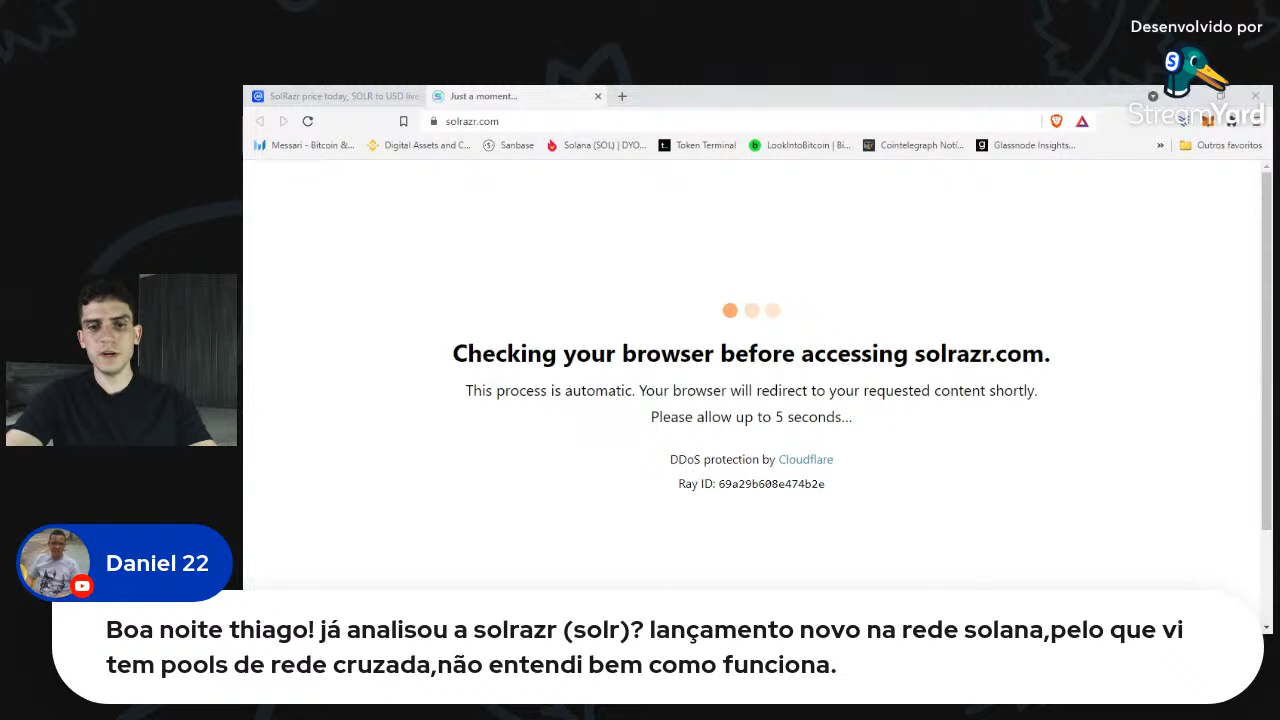 Desenvolvido por
StreamYard
SolRazr price today, SOLR to USD live
Just a moment...
solrazr.com
Messari - Bitcoin &...
Digital Assets and C...
Sanbase
Solana (SOL) | DYO...
Token Terminal
LookIntoBitcoin | Bi...
Cointelegraph Notí...
Glassnode Insights...
Outros favoritos
Checking your browser before accessing solrazr.com.
This process is automatic. Your browser will redirect to your requested content shortly.
Please allow up to 5 seconds...
DDoS protection by Cloudflare
Ray ID: 69a29b608e474b2e
Daniel 22
Boa noite thiago! já analisou a solrazr (solr)? lançamento novo na rede solana,pelo que vi
tem pools de rede cruzada,não entendi bem como funciona.